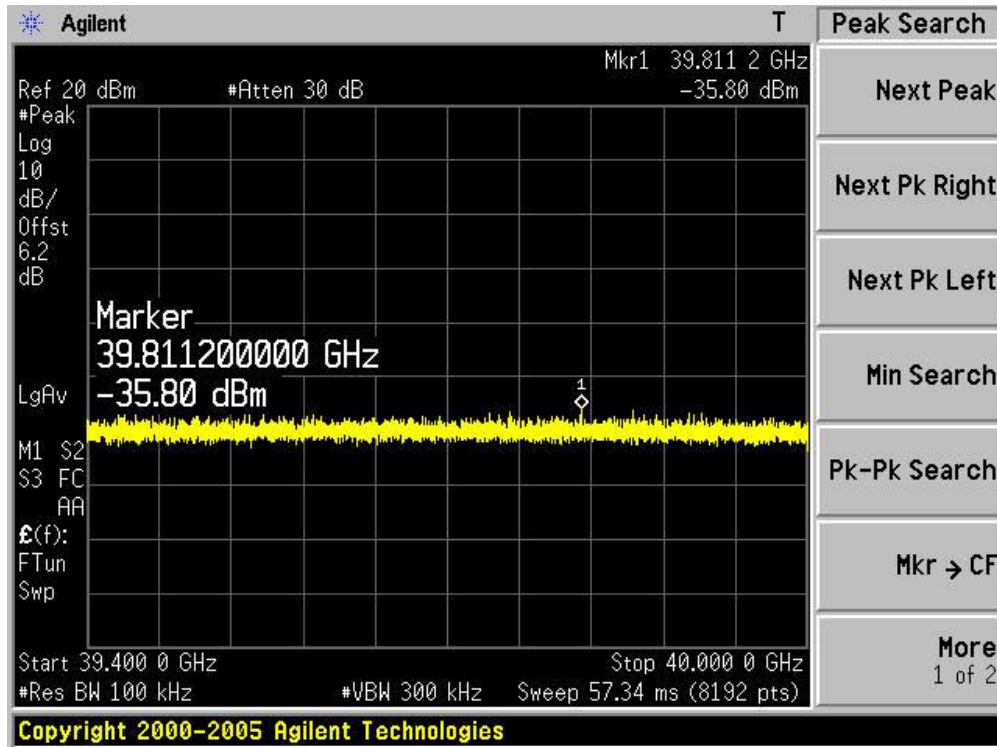 Agilent
T
Peak Search
Mkr1 39.811 2 GHz
Ref 20 dBm #Atten 30 dB -35.80 dBm
#Peak
Log
10
dB/
Offst
6.2
dB
Marker
39.811200000 GHz
-35.80 dBm
LgAv
1
M1 S2
S3 FC
AA
£(f):
FTun
Swp
Start 39.400 0 GHz Stop 40.000 0 GHz
#Res BW 100 kHz #VBW 300 kHz Sweep 57.34 ms (8192 pts)
Next Peak
Next Pk Right
Next Pk Left
Min Search
Pk-Pk Search
Mkr → CF
More
1 of 2
Copyright 2000-2005 Agilent Technologies